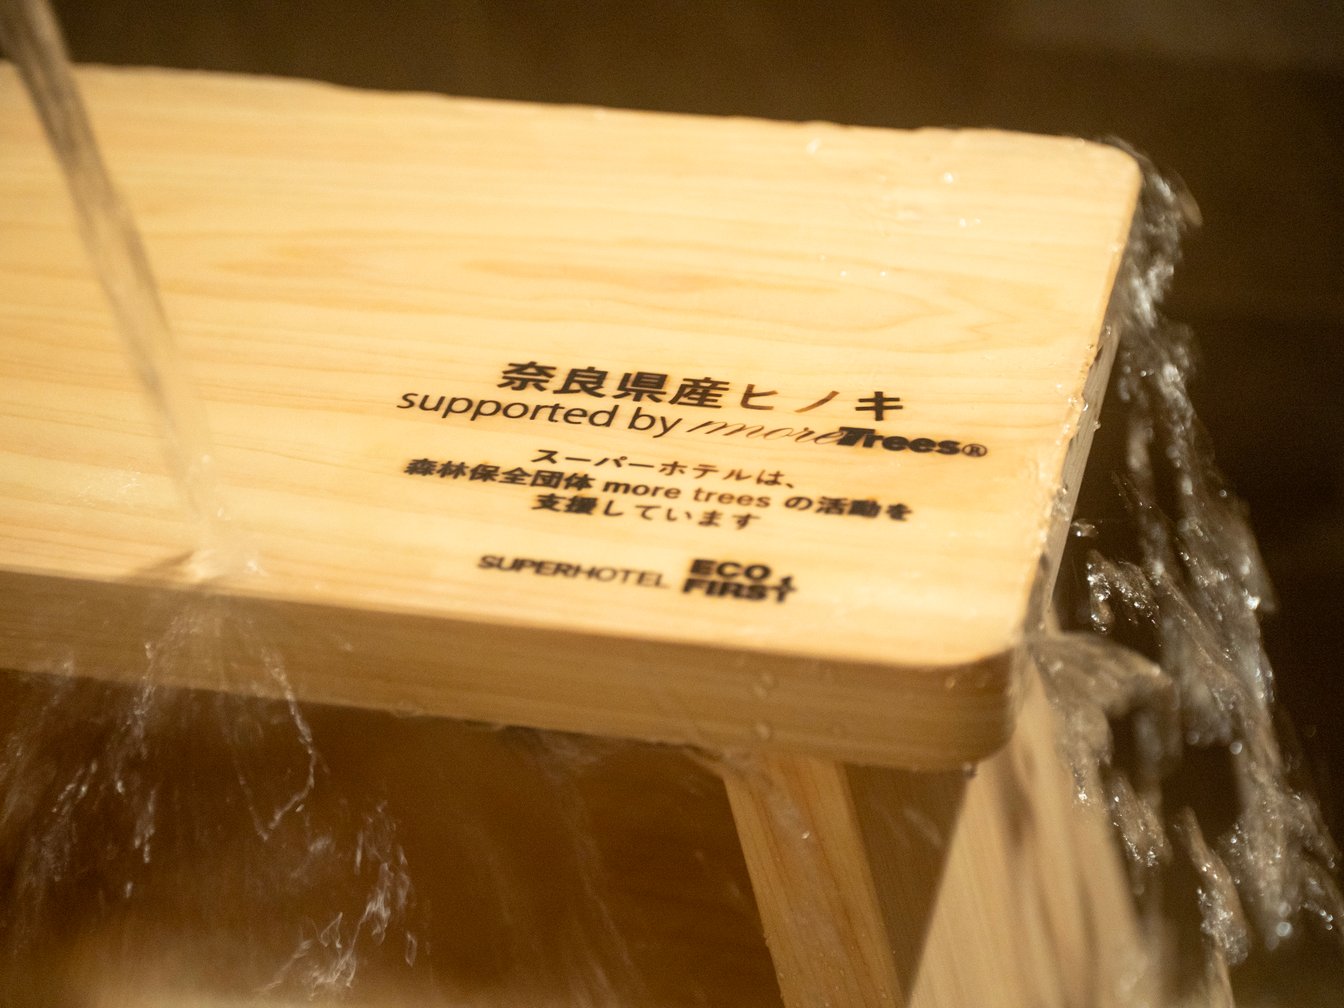 奈良県産ヒノキ
supported by moreTrees®
スーパーホテルは、
森林保全団体 more trees の活動を
支援しています
SUPERHOTEL ECO FIRST